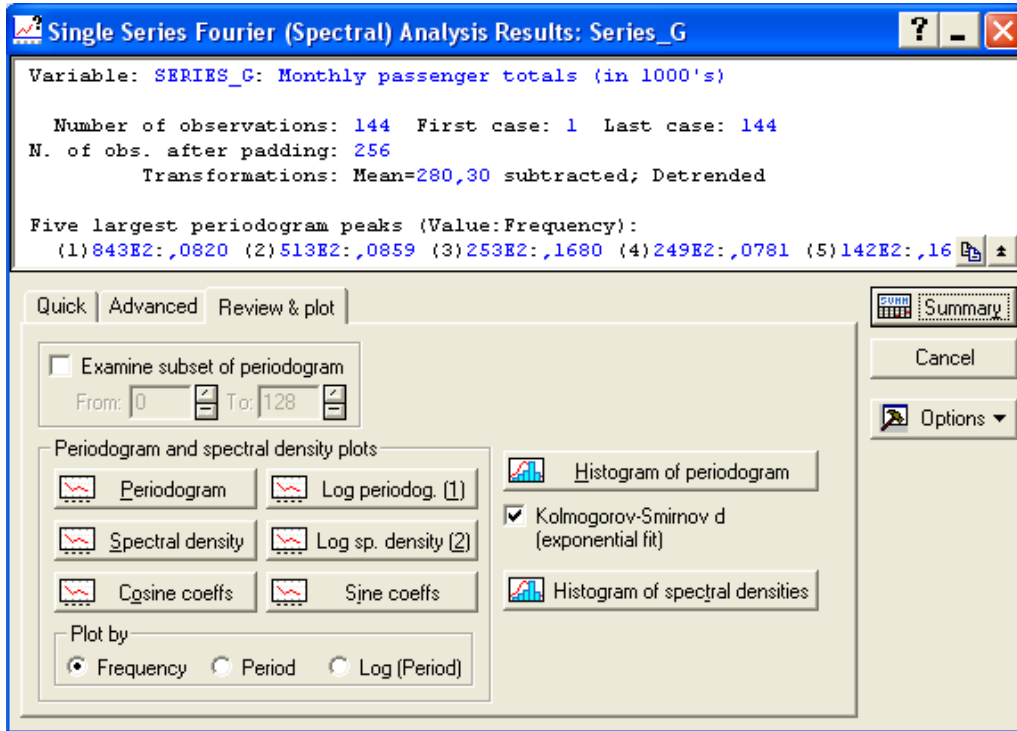 Single Series Fourier (Spectral) Analysis Results: Series_G
Variable: SERIES_G: Monthly passenger totals (in 1000's)
Number of observations: 144 First case: 1 Last case: 144
N. of obs. after padding: 256
Transformations: Mean=280,30 subtracted; Detrended
Five largest periodogram peaks (Value:Frequency):
(1)843E2:,0820 (2)513E2:,0859 (3)253E2:,1680 (4)249E2:,0781 (5)142E2:,16
Quick Advanced Review & plot
Summary
Cancel
Options
Examine subset of periodogram
From: 0 To: 128
Periodogram and spectral density plots
Periodogram Log periodog. (1)
Spectral density Log sp. density (2)
Cosine coeffs Sine coeffs
Plot by
Frequency Period Log (Period)
Histogram of periodogram
Kolmogorov-Smirnov d
(exponential fit)
Histogram of spectral densities